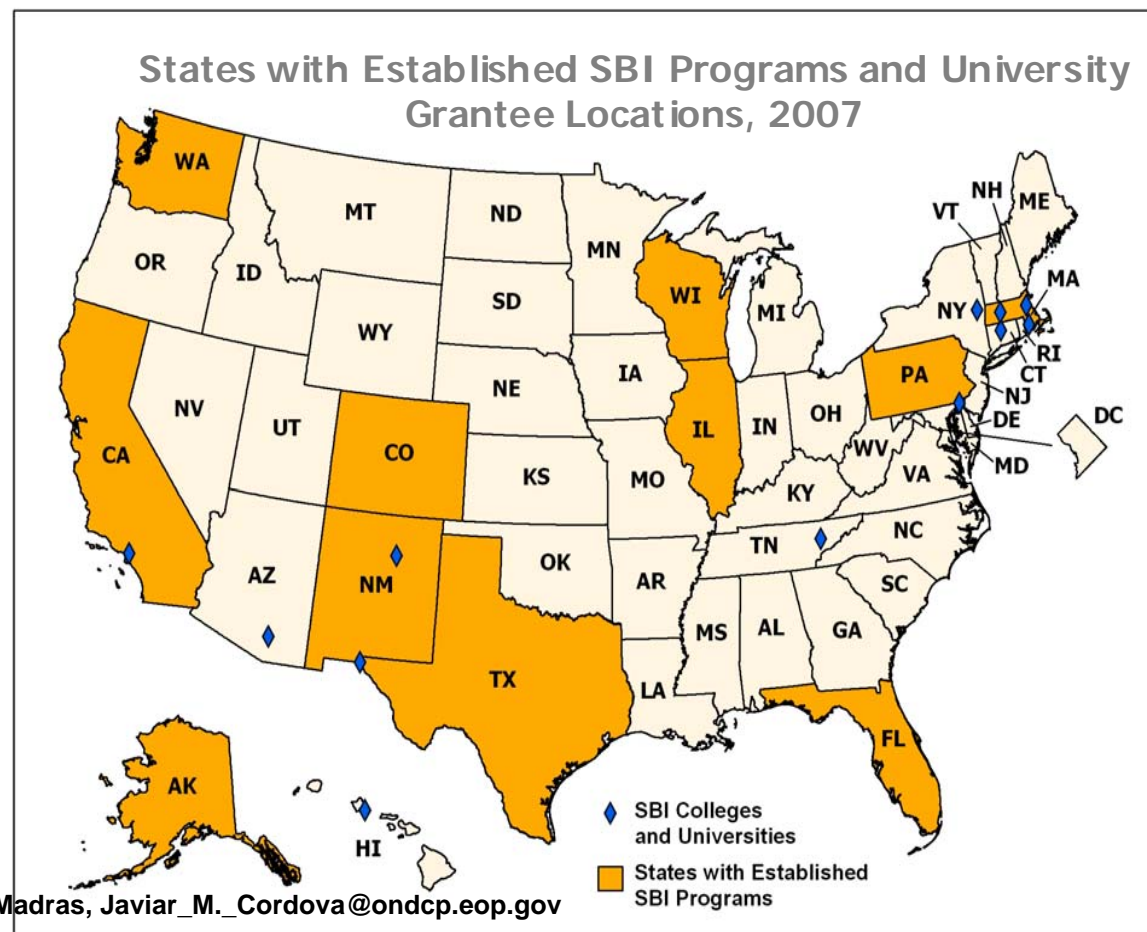 States with Established SBI Programs and University
Grantee Locations, 2007
WA
MT
ND
MN
VT
NH
ME
OR
ID
SD
WI
MI
NY
MA
WY
RI
CT
IA
PA
NJ
NE
NV
UT
IL
IN
OH
DE
DC
CA
CO
WV
MD
KS
MO
KY
VA
AZ
NM
OK
AR
TN
NC
SC
MS
AL
GA
TX
LA
FL
AK
HI
SBI Colleges
and Universities
States with Established
SBI Programs
Madras, Javiar_M._Cordova@ondcp.eop.gov